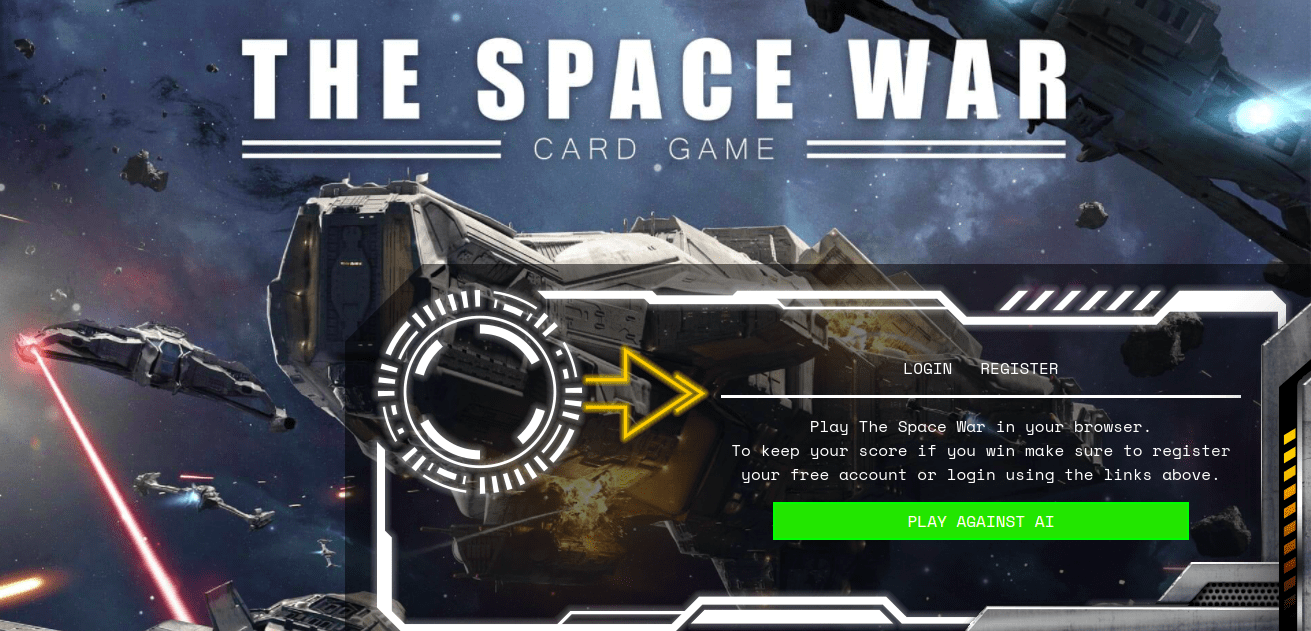 THE SPACE WAR
CARD GAME
LOGIN REGISTER
Play The Space War in your browser.
To keep your score if you win make sure to register
your free account or login using the links above.
PLAY AGAINST AI